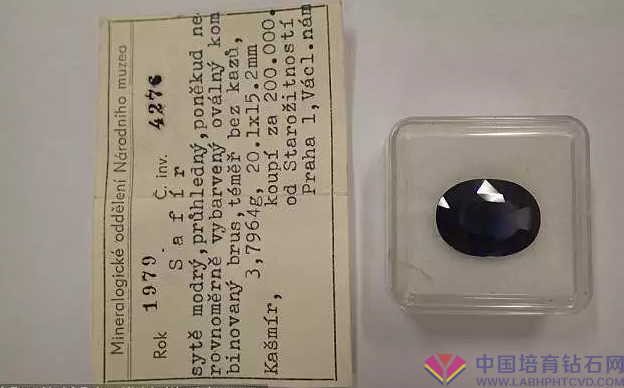 Mineralogické oddělení Národního muzea
Rok 1979. Č. inv. 4276
Safír
sytě modrý, průhledný, poněkud ne
rovnoměrně vybarvený oválný kom
binovaný brus, téměř bez kazů,
3,7964g, 20.1x15.2mm
Kašmír, koupí za 200.000.
od Starožitností
Praha 1, Václ.nám
中国培育钻石网
WWW.LABIPHTCVD.COM